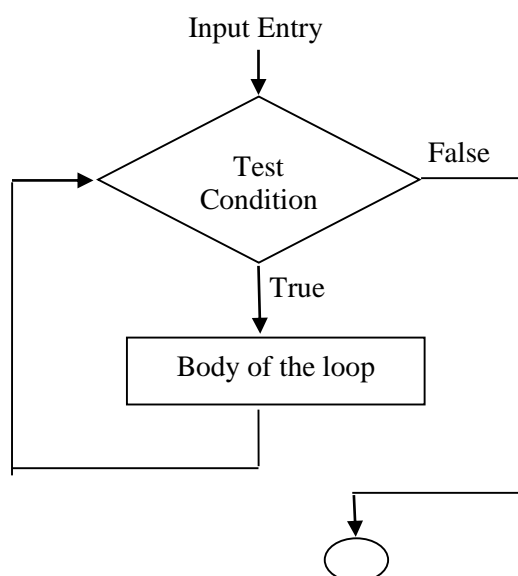 Input Entry
Test
Condition
False
True
Body of the loop